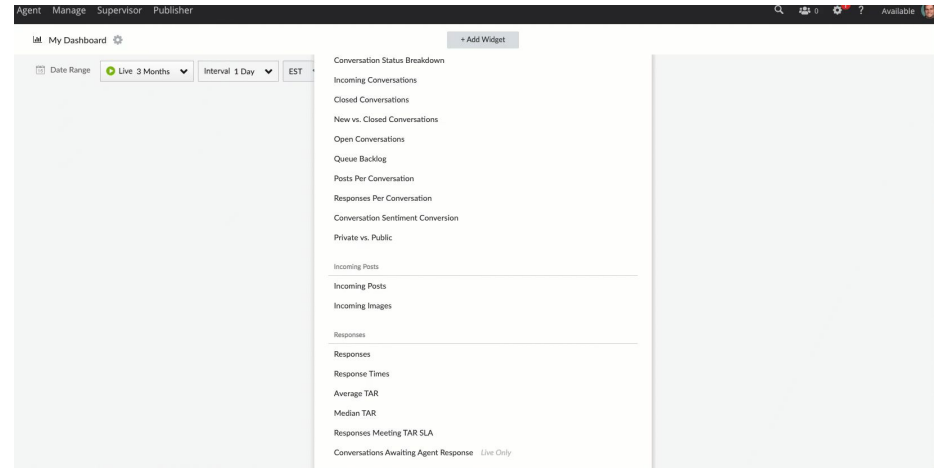 Agent Manage Supervisor Publisher
0 ? Available
My Dashboard
+ Add Widget
Date Range Live 3 Months Interval 1 Day EST
Conversation Status Breakdown
Incoming Conversations
Closed Conversations
New vs. Closed Conversations
Open Conversations
Queue Backlog
Posts Per Conversation
Responses Per Conversation
Conversation Sentiment Conversion
Private vs. Public
Incoming Posts
Incoming Posts
Incoming Images
Responses
Responses
Response Times
Average TAR
Median TAR
Responses Meeting TAR SLA
Conversations Awaiting Agent Response Live Only